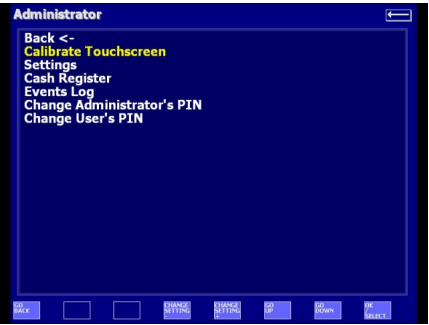 Administrator
Back <-
Calibrate Touchscreen
Settings
Cash Register
Events Log
Change Administrator's PIN
Change User's PIN
GO
BACK
CHANGE
SETTING
-
CHANGE
SETTING
+
GO
UP
GO
DOWN
OK
/
SELECT